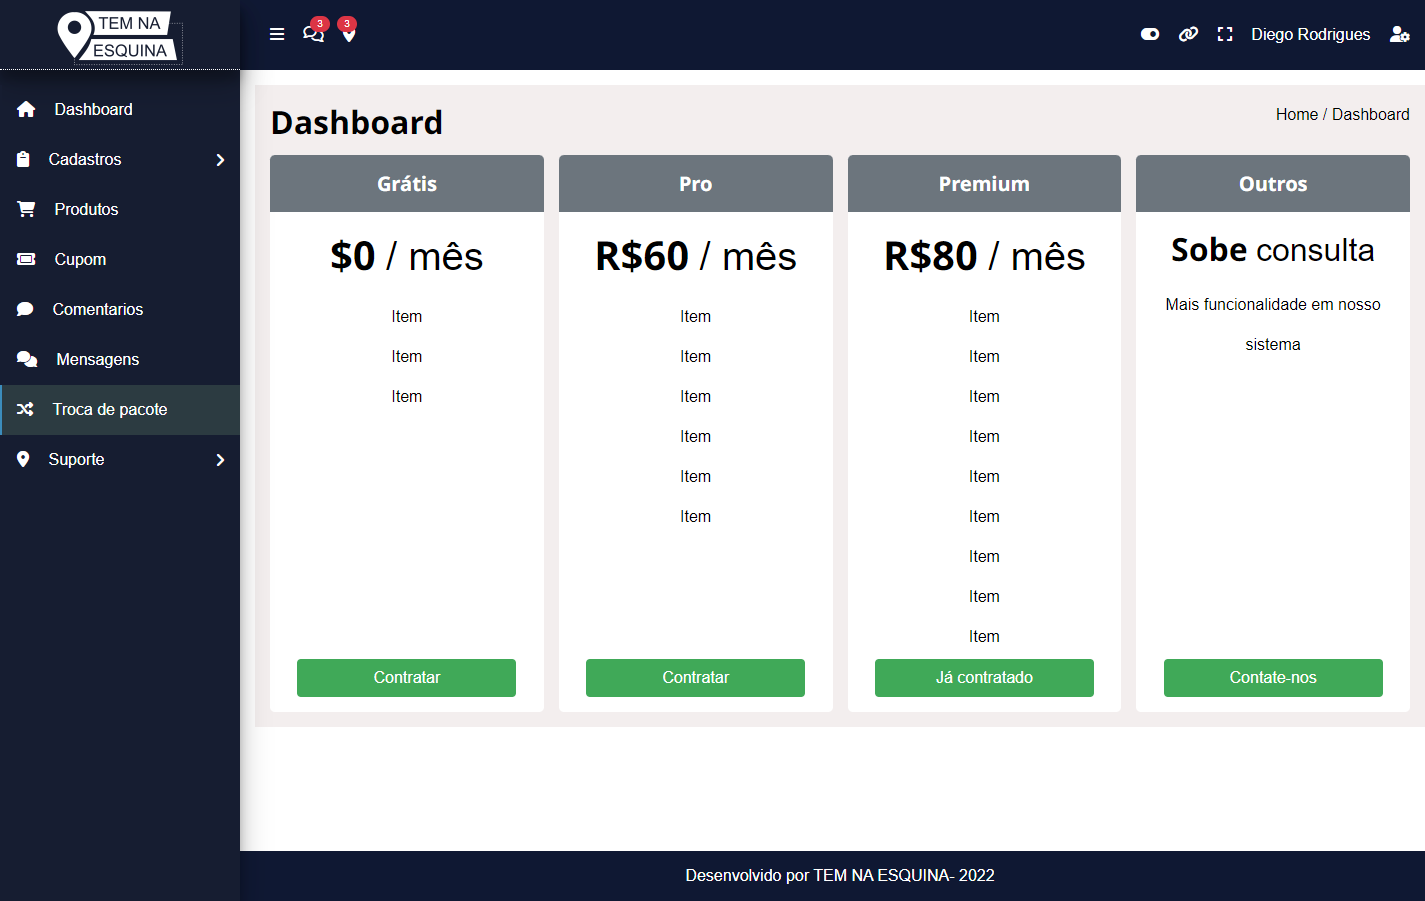 TEM NA
ESQUINA
3
3
Diego Rodrigues
Dashboard
Cadastros
Produtos
Cupom
Comentarios
Mensagens
Troca de pacote
Suporte
Dashboard
Home / Dashboard
Grátis
$0 / mês
Item
Item
Item
Contratar
Pro
R$60 / mês
Item
Item
Item
Item
Item
Item
Contratar
Premium
R$80 / mês
Item
Item
Item
Item
Item
Item
Item
Item
Item
Já contratado
Outros
Sobe consulta
Mais funcionalidade em nosso
sistema
Contate-nos
Desenvolvido por TEM NA ESQUINA- 2022